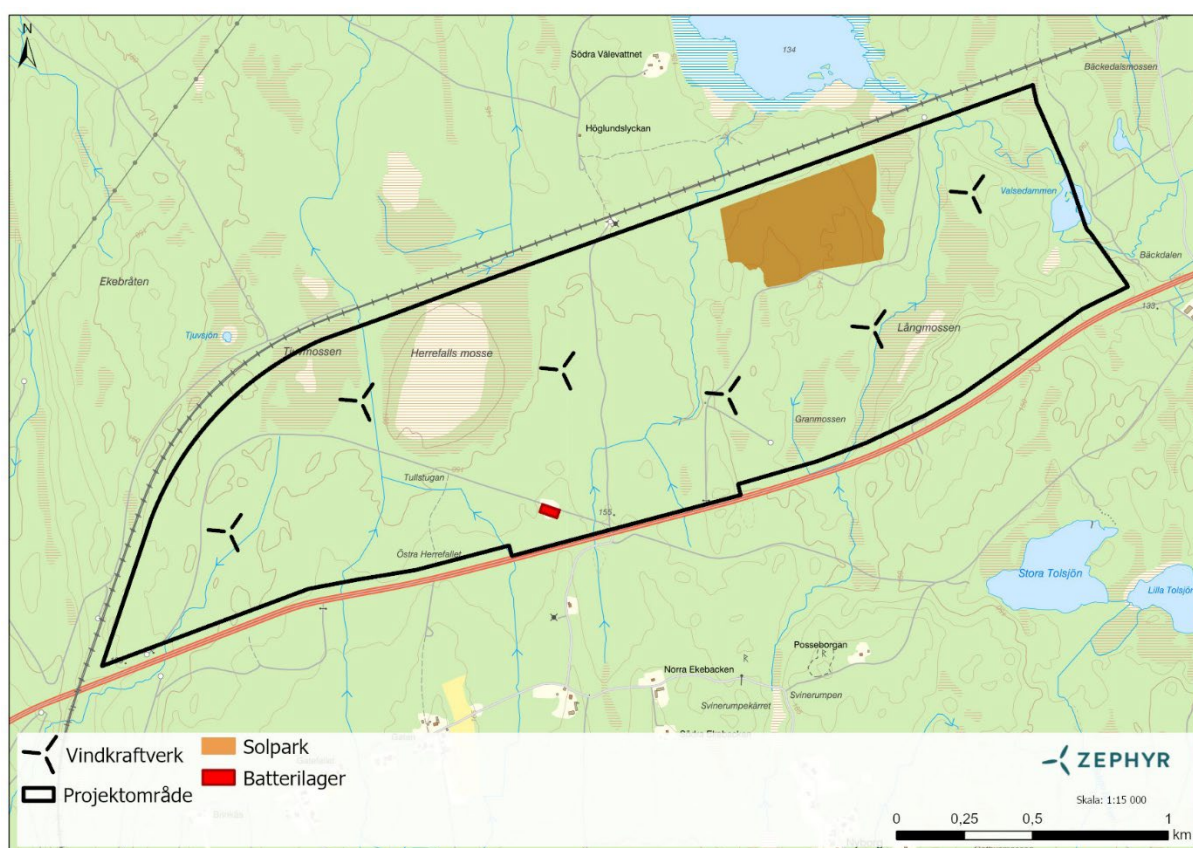 N
Södra Välevattnet
134
Bäckedalsmossen
Höglundslyckan
Valsedammen
Ekebråten
Bäckdalen
Tjuvsjön
133
Tjuvmossen
Herrefalls mosse
Långmossen
Granmossen
Tullstugan
155
Östra Herrefallet
Stora Tolsjön
Lilla Tolsjön
Posseborgan
R
R
Norra Ekebacken
Svinerumpen
Svinerumpekärret
Södra Ekebacken
Vindkraftverk
Solpark
Projektområde
Batterilager
ZEPHYR
Skala: 1:15 000
0 0,25 0,5 1
km